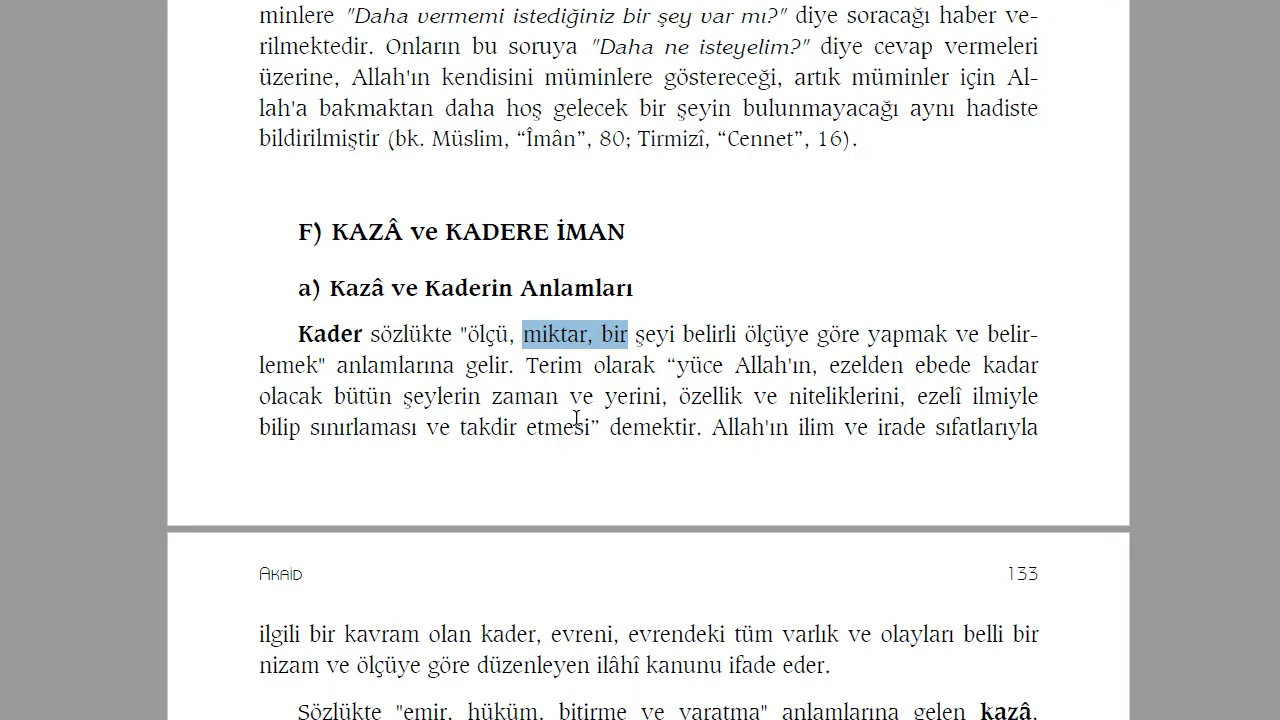 minlere "Daha vermemi istediğiniz bir şey var mı?" diye soracağı haber ve-
rilmektedir. Onların bu soruya "Daha ne isteyelim?" diye cevap vermeleri
üzerine, Allah'ın kendisini müminlere göstereceği, artık müminler için Al-
lah'a bakmaktan daha hoş gelecek bir şeyin bulunmayacağı aynı hadiste
bildirilmiştir (bk. Müslim, “Îmân”, 80; Tirmizî, “Cennet”, 16).
F) KAZÂ ve KADERE İMAN
a) Kazâ ve Kaderin Anlamları
Kader sözlükte "ölçü, miktar, bir şeyi belirli ölçüye göre yapmak ve belir-
lemek" anlamlarına gelir. Terim olarak “yüce Allah'ın, ezelden ebede kadar
olacak bütün şeylerin zaman ve yerini, özellik ve niteliklerini, ezelî ilmiyle
bilip sınırlaması ve takdir etmesi” demektir. Allah'ın ilim ve irade sıfatlarıyla
Akaid 133
ilgili bir kavram olan kader, evreni, evrendeki tüm varlık ve olayları belli bir
nizam ve ölçüye göre düzenleyen ilâhî kanunu ifade eder.
Sözlükte "emir, hüküm, bitirme ve yaratma" anlamlarına gelen kazâ,